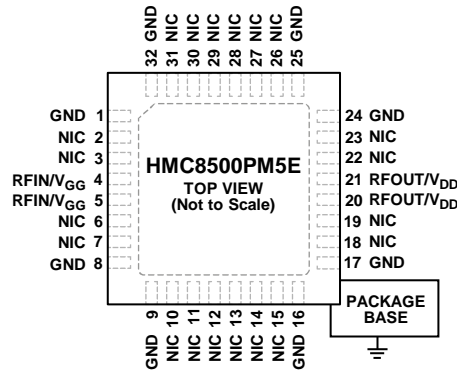 32 GND
31 NIC
30 NIC
29 NIC
28 NIC
27 NIC
26 NIC
25 GND
GND 1
NIC 2
NIC 3
RFIN/VGG 4
RFIN/VGG 5
NIC 6
NIC 7
GND 8
HMC8500PM5E
TOP VIEW
(Not to Scale)
24 GND
23 NIC
22 NIC
21 RFOUT/VDD
20 RFOUT/VDD
19 NIC
18 NIC
17 GND
GND 9
NIC 10
NIC 11
NIC 12
NIC 13
NIC 14
NIC 15
GND 16
PACKAGE
BASE